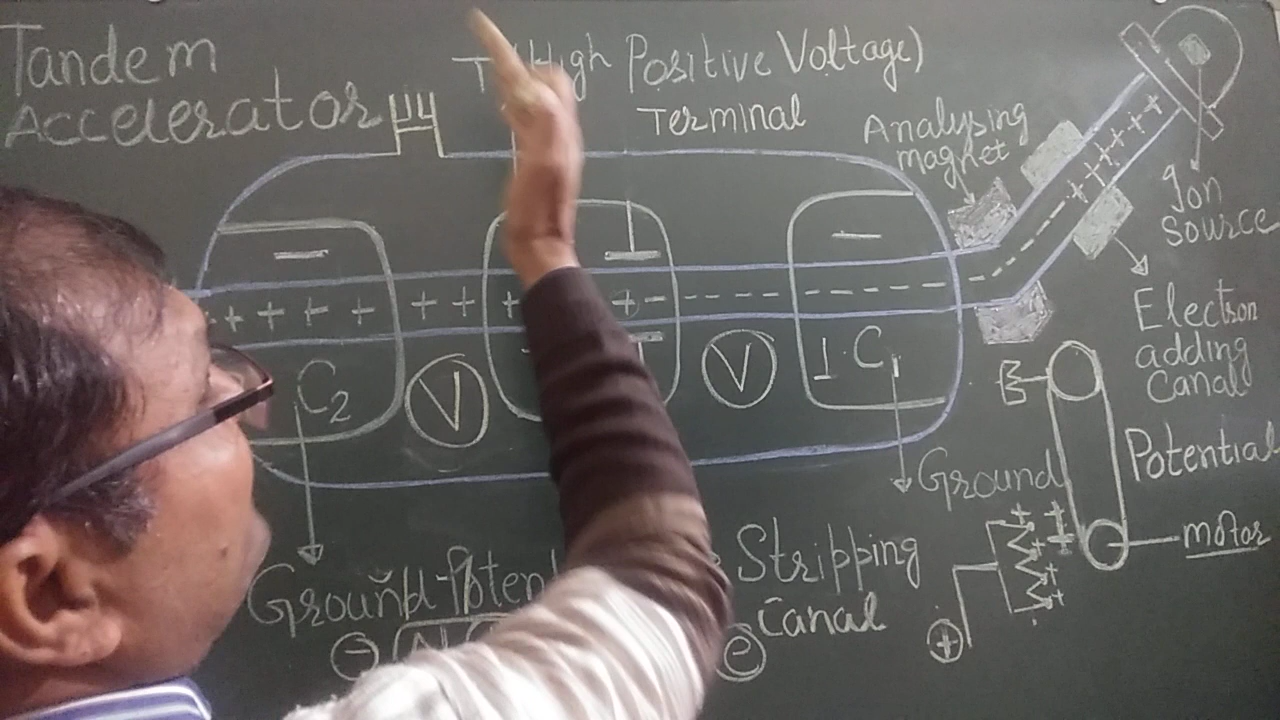 Tandem
Accelerator
T (High Positive Voltage)
Terminal
Analysing
magnet
Ion
Source
Electron
adding
Canal
C₂
V
V
C
Ground
Potential
motor
Stripping
Canal
e